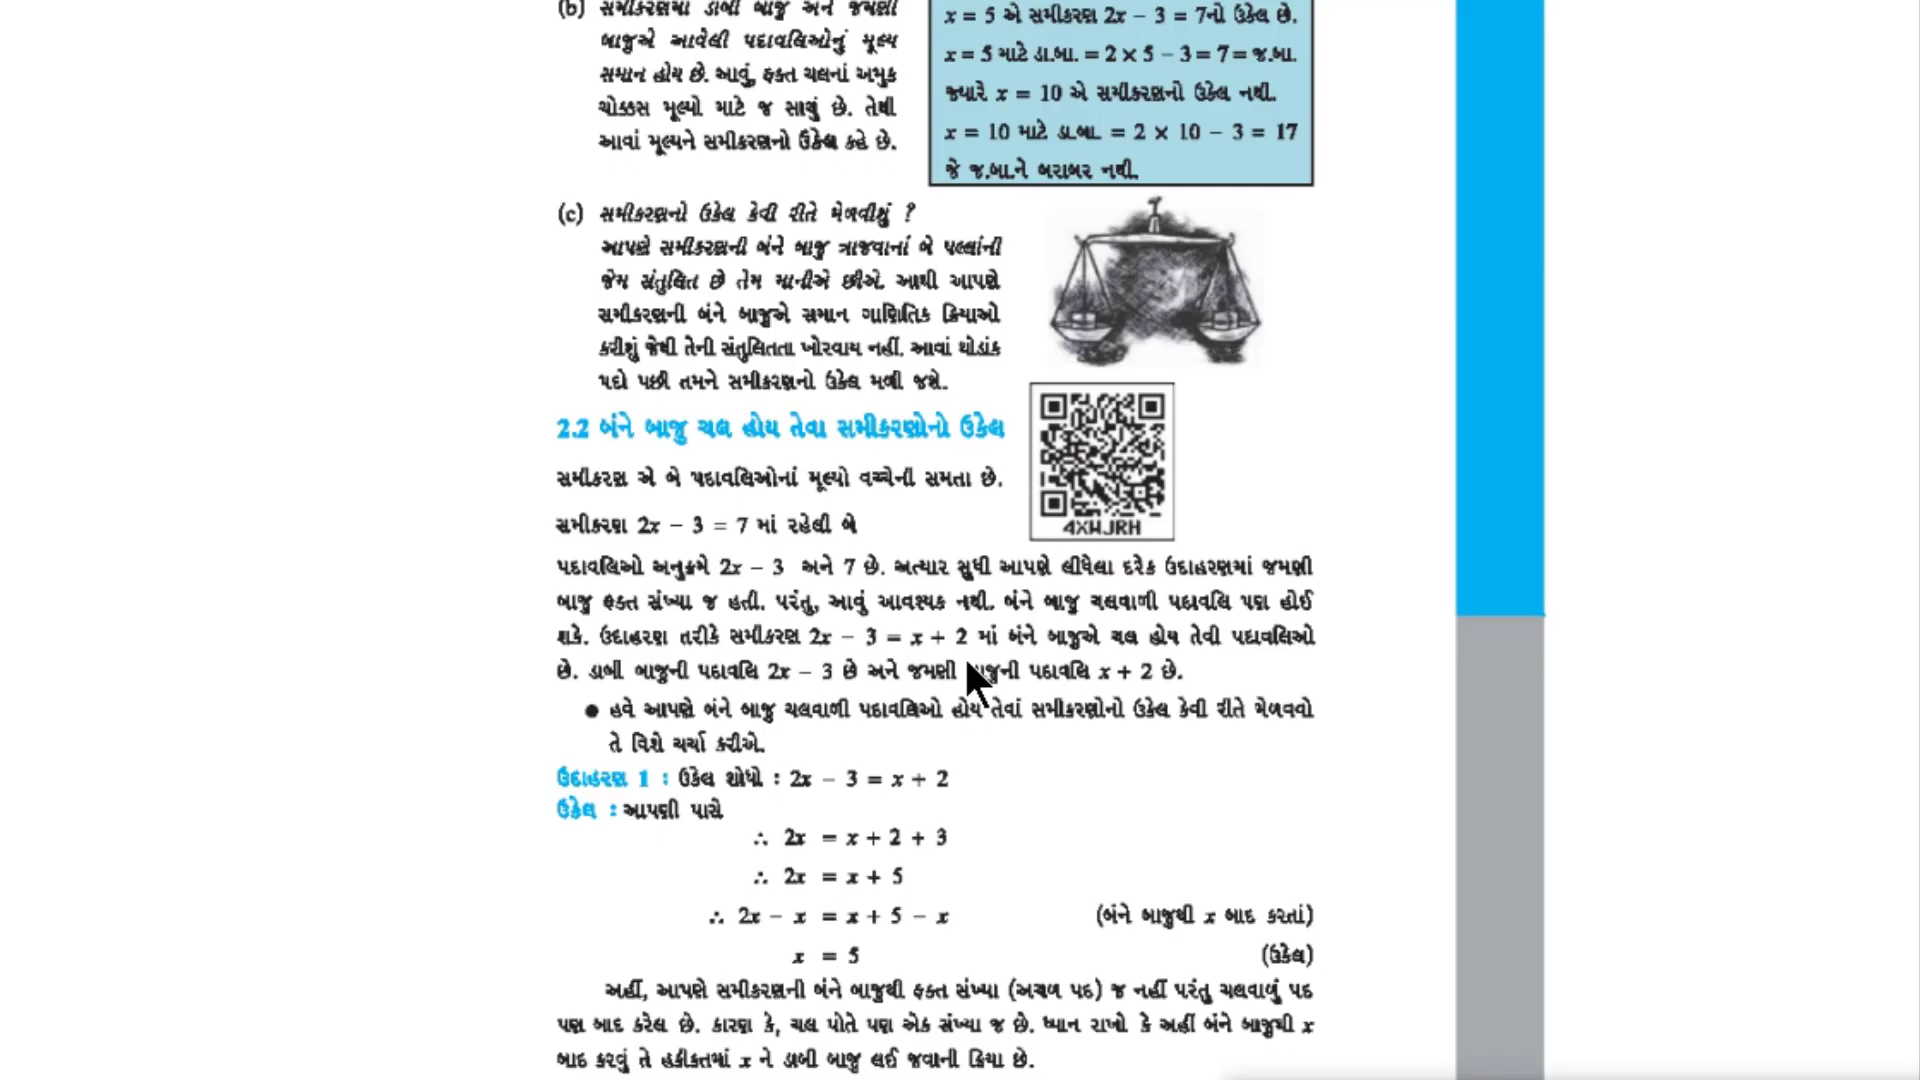 (b) સમીકરણમાં ડાબી બાજુ અને જમણી
બાજુએ આવેલી પદાવલિઓનું મૂલ્ય
સમાન હોય છે. આવું, ફક્ત ચલનાં અમુક
ચોક્કસ મૂલ્યો માટે જ સાચું છે. તેથી
આવાં મૂલ્યને સમીકરણનો ઉકેલ કહે છે.
x = 5 એ સમીકરણ 2x – 3 = 7નો ઉકેલ છે.
x = 5 માટે ડા.બા. = 2 × 5 – 3 = 7 = જ.બા.
જ્યારે x = 10 એ સમીકરણનો ઉકેલ નથી.
x = 10 માટે ડા.બા. = 2 × 10 – 3 = 17
જે જ.બા.ને બરાબર નથી.
(c) સમીકરણનો ઉકેલ કેવી રીતે મેળવીશું ?
આપણે સમીકરણની બંને બાજુ ત્રાજવાનાં બે પલ્લાંની
જેમ સંતુલિત છે તેમ માનીએ છીએ. આથી આપણે
સમીકરણની બંને બાજુએ સમાન ગાણિતિક ક્રિયાઓ
કરીશું જેથી તેની સંતુલિતતા ખોરવાય નહીં. આવાં થોડાંક
પદો પછી તમને સમીકરણનો ઉકેલ મળી જશે.
2.2 બંને બાજુ ચલ હોય તેવા સમીકરણોનો ઉકેલ
સમીકરણ એ બે પદાવલિઓનાં મૂલ્યો વચ્ચેની સમતા છે.
સમીકરણ 2x – 3 = 7 માં રહેલી બે
4XWJRH
પદાવલિઓ અનુક્રમે 2x – 3 અને 7 છે. અત્યાર સુધી આપણે લીધેલા દરેક ઉદાહરણમાં જમણી
બાજુ ફક્ત સંખ્યા જ હતી. પરંતુ, આવું આવશ્યક નથી. બંને બાજુ ચલવાળી પદાવલિ પણ હોઈ
શકે. ઉદાહરણ તરીકે સમીકરણ 2x – 3 = x + 2 માં બંને બાજુએ ચલ હોય તેવી પદાવલિઓ
છે. ડાબી બાજુની પદાવલિ 2x – 3 છે અને જમણી બાજુની પદાવલિ x + 2 છે.
● હવે આપણે બંને બાજુ ચલવાળી પદાવલિઓ હોય તેવાં સમીકરણોનો ઉકેલ કેવી રીતે મેળવવો
તે વિશે ચર્ચા કરીએ.
ઉદાહરણ 1 : ઉકેલ શોધો : 2x – 3 = x + 2
ઉકેલ : આપણી પાસે
∴ 2x = x + 2 + 3
∴ 2x = x + 5
∴ 2x – x = x + 5 – x (બંને બાજુથી x બાદ કરતાં)
x = 5 (ઉકેલ)
અહીં, આપણે સમીકરણની બંને બાજુથી ફક્ત સંખ્યા (અચળ પદ) જ નહીં પરંતુ ચલવાળું પદ
પણ બાદ કરેલ છે. કારણ કે, ચલ પોતે પણ એક સંખ્યા જ છે. ધ્યાન રાખો કે અહીં બંને બાજુથી x
બાદ કરવું તે હકીકતમાં x ને ડાબી બાજુ લઈ જવાની ક્રિયા છે.